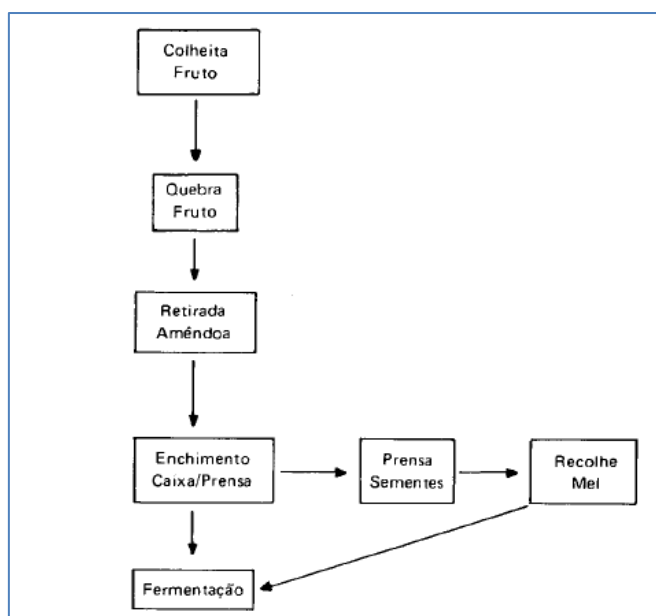 Colheita
Fruto
Quebra
Fruto
Retirada
Amêndoa
Enchimento
Caixa/Prensa
Prensa
Sementes
Recolhe
Mel
Fermentação